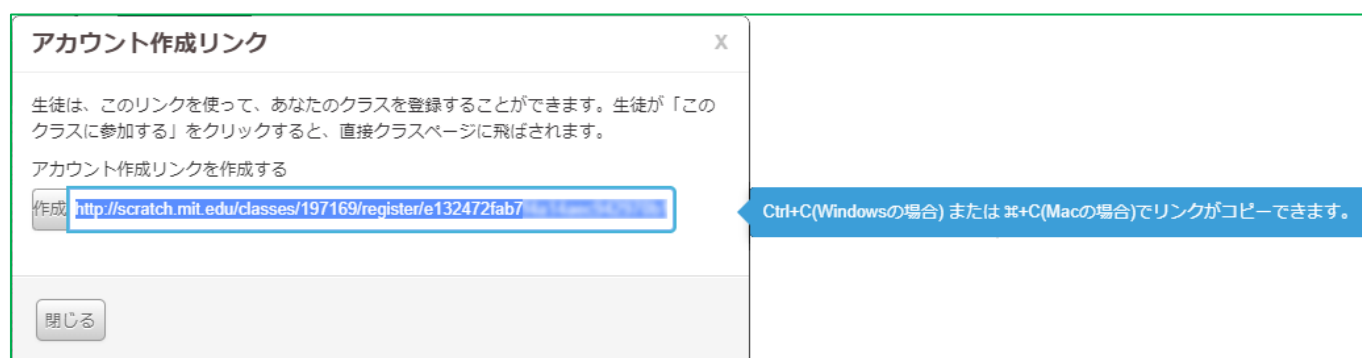 アカウント作成リンク
X
生徒は、このリンクを使って、あなたのクラスを登録することができます。生徒が「この
クラスに参加する」をクリックすると、直接クラスページに飛ばされます。
アカウント作成リンクを作成する
作成 http://scratch.mit.edu/classes/197169/register/e132472fab7
Ctrl+C(Windowsの場合) または ⌘+C(Macの場合)でリンクがコピーできます。
閉じる